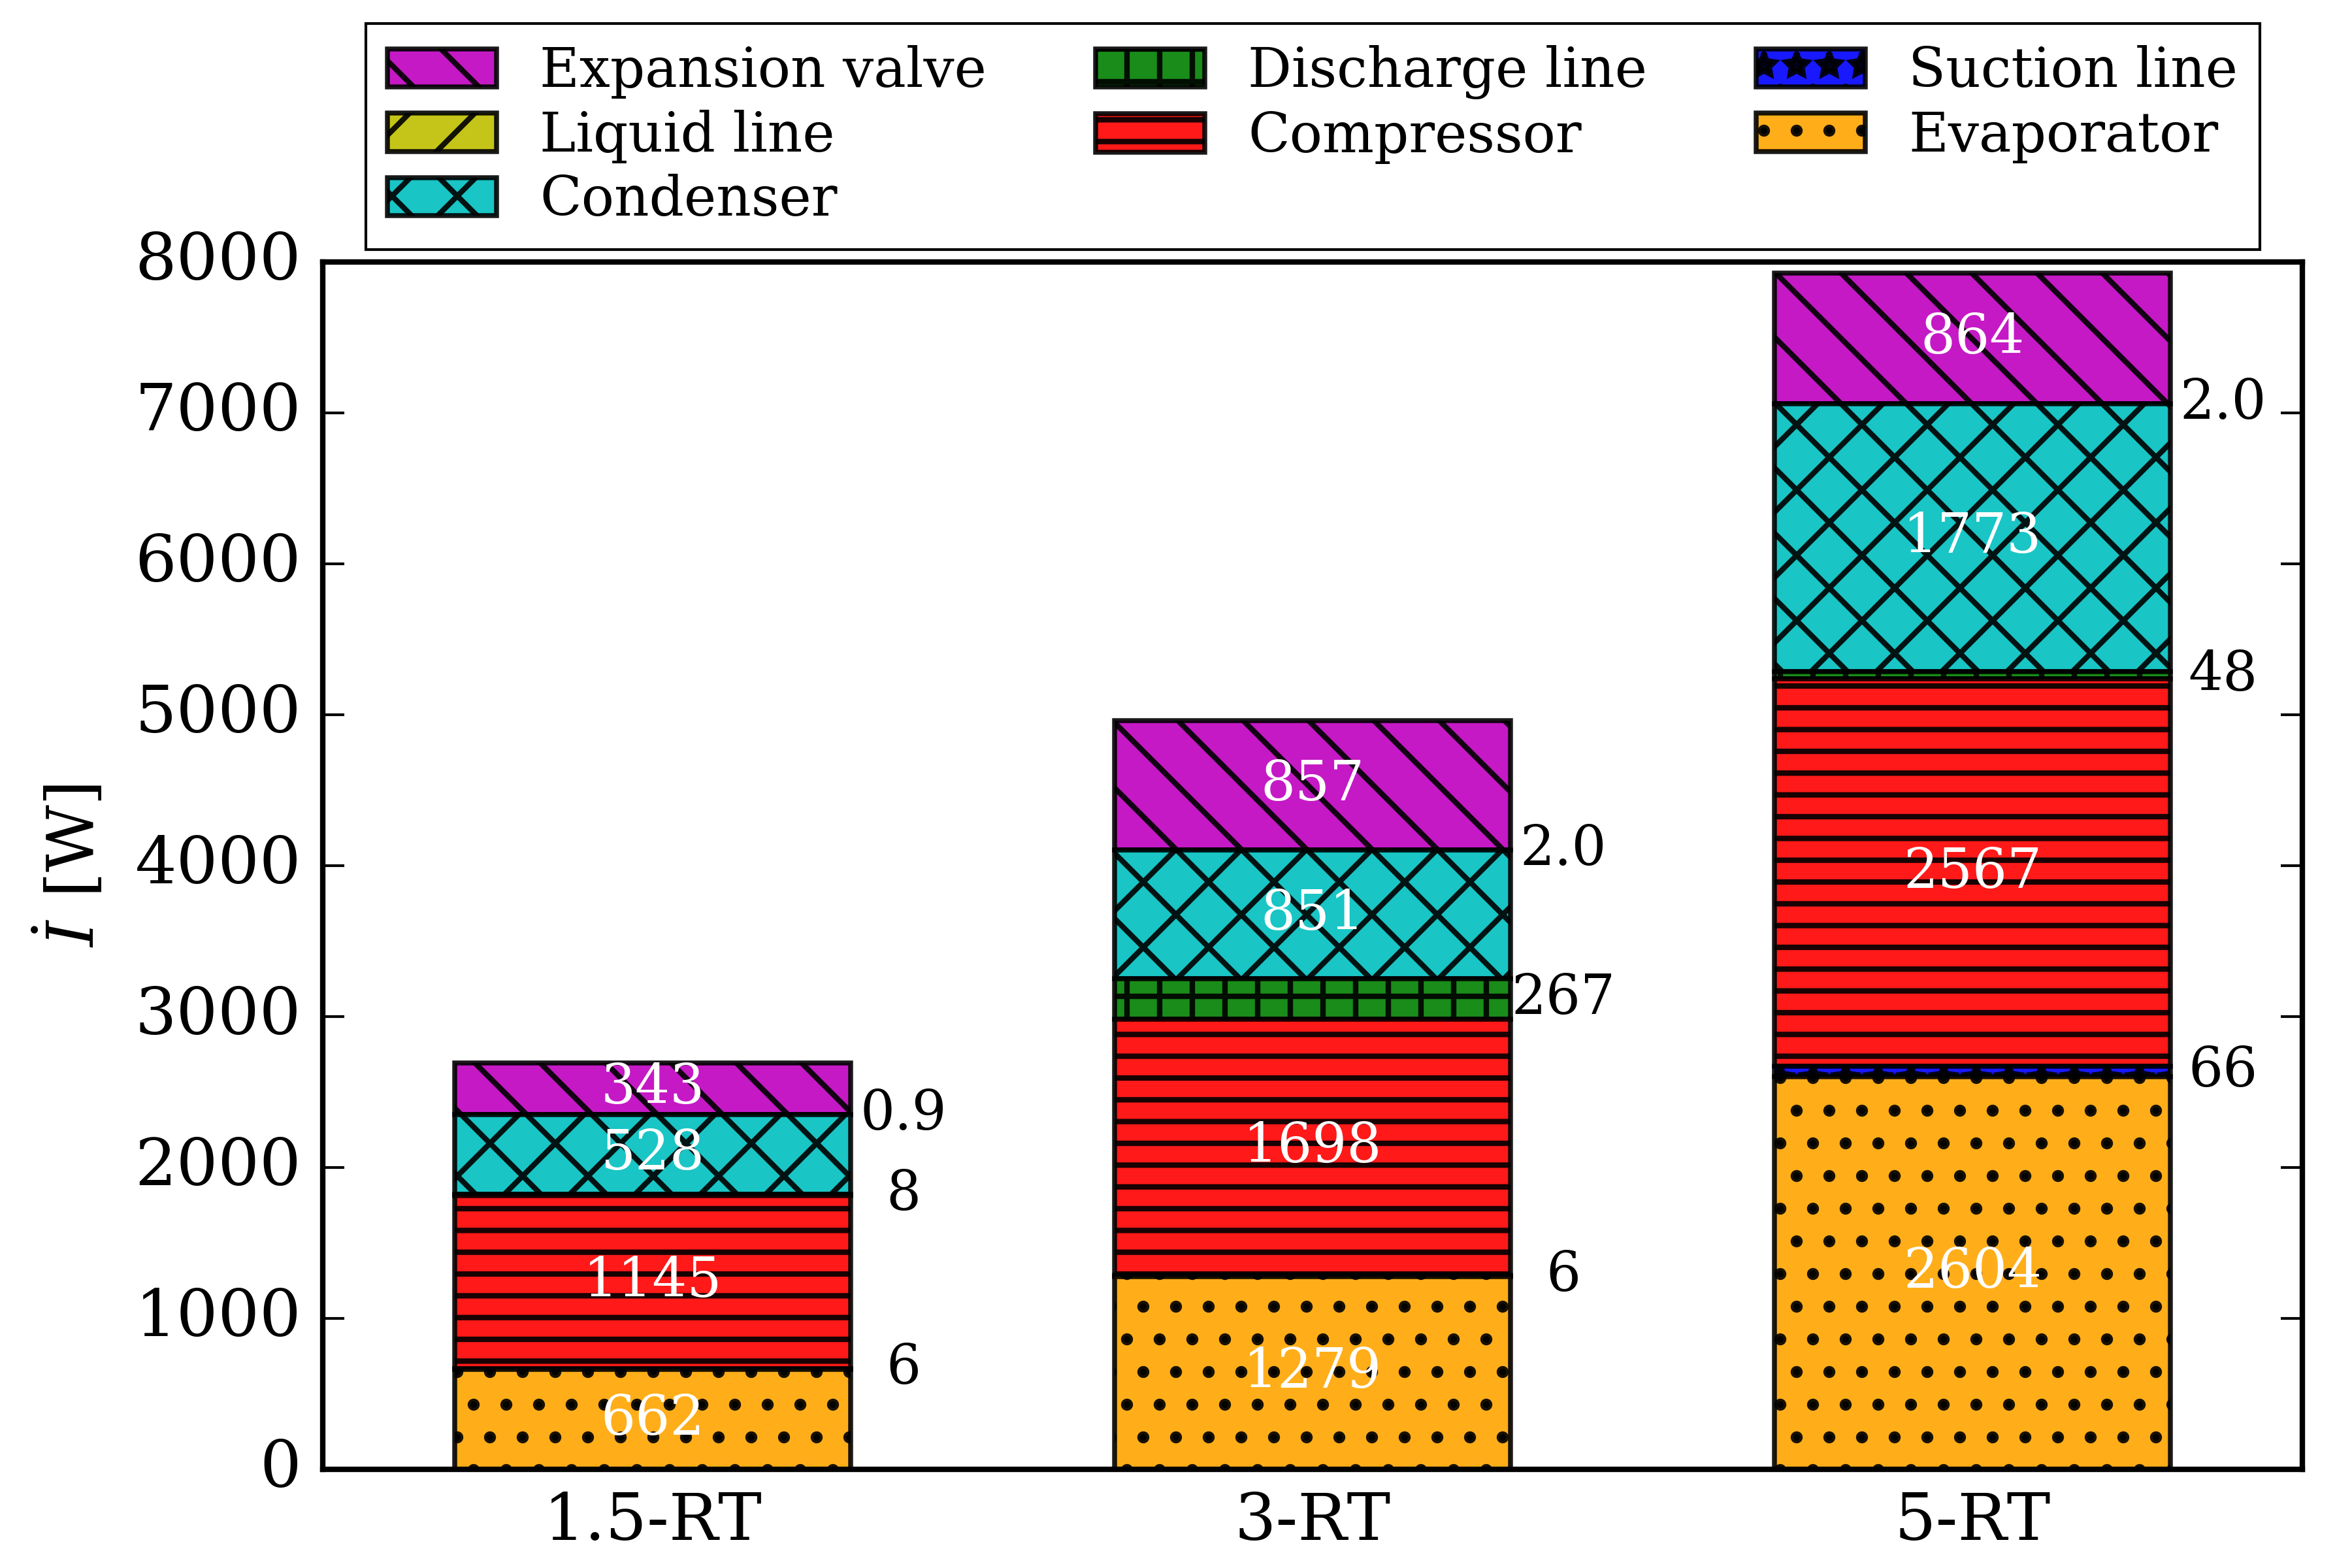 Expansion valve
Liquid line
Condenser
Discharge line
Compressor
Suction line
Evaporator
8000
7000
6000
5000
4000
3000
2000
1000
0
İ [W]
343
0.9
528
8
1145
6
662
857
2.0
851
267
1698
6
1279
864
2.0
1773
48
2567
66
2604
1.5-RT
3-RT
5-RT